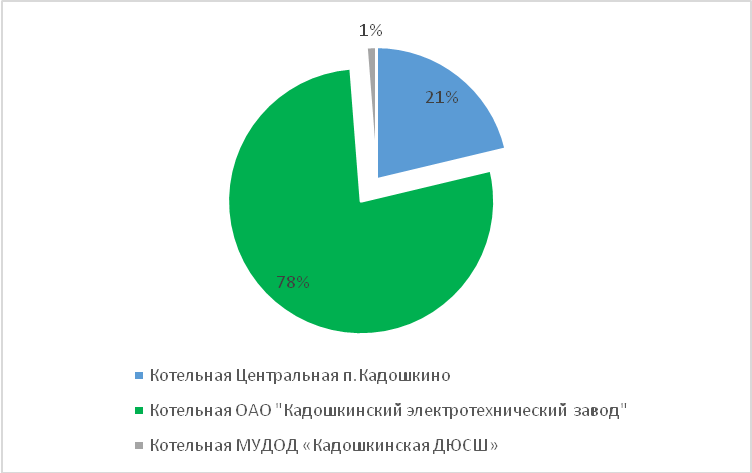 1%
21%
78%
Котельная Центральная п.Кадошкино
Котельная ОАО "Кадошкинский электротехнический завод"
Котельная МУДОД «Кадошкинская ДЮСШ»